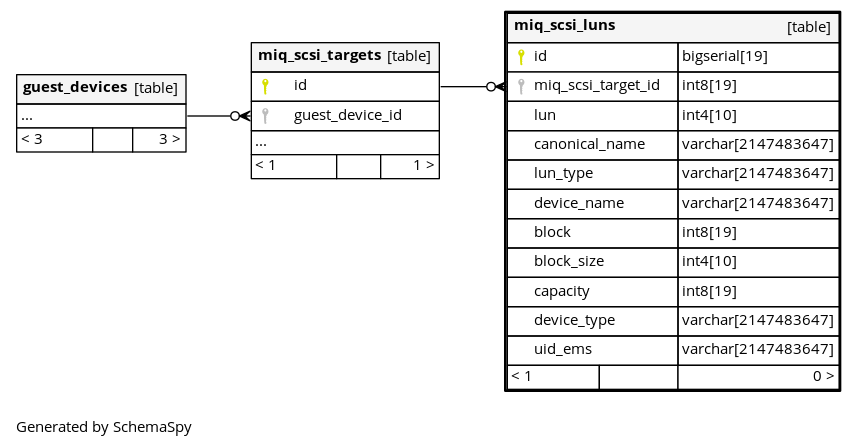 guest_devices [table]
...
< 3 3 >
miq_scsi_targets [table]
id
guest_device_id
...
< 1 1 >
miq_scsi_luns [table]
id bigserial[19]
miq_scsi_target_id int8[19]
lun int4[10]
canonical_name varchar[2147483647]
lun_type varchar[2147483647]
device_name varchar[2147483647]
block int8[19]
block_size int4[10]
capacity int8[19]
device_type varchar[2147483647]
uid_ems varchar[2147483647]
< 1 0 >
Generated by SchemaSpy